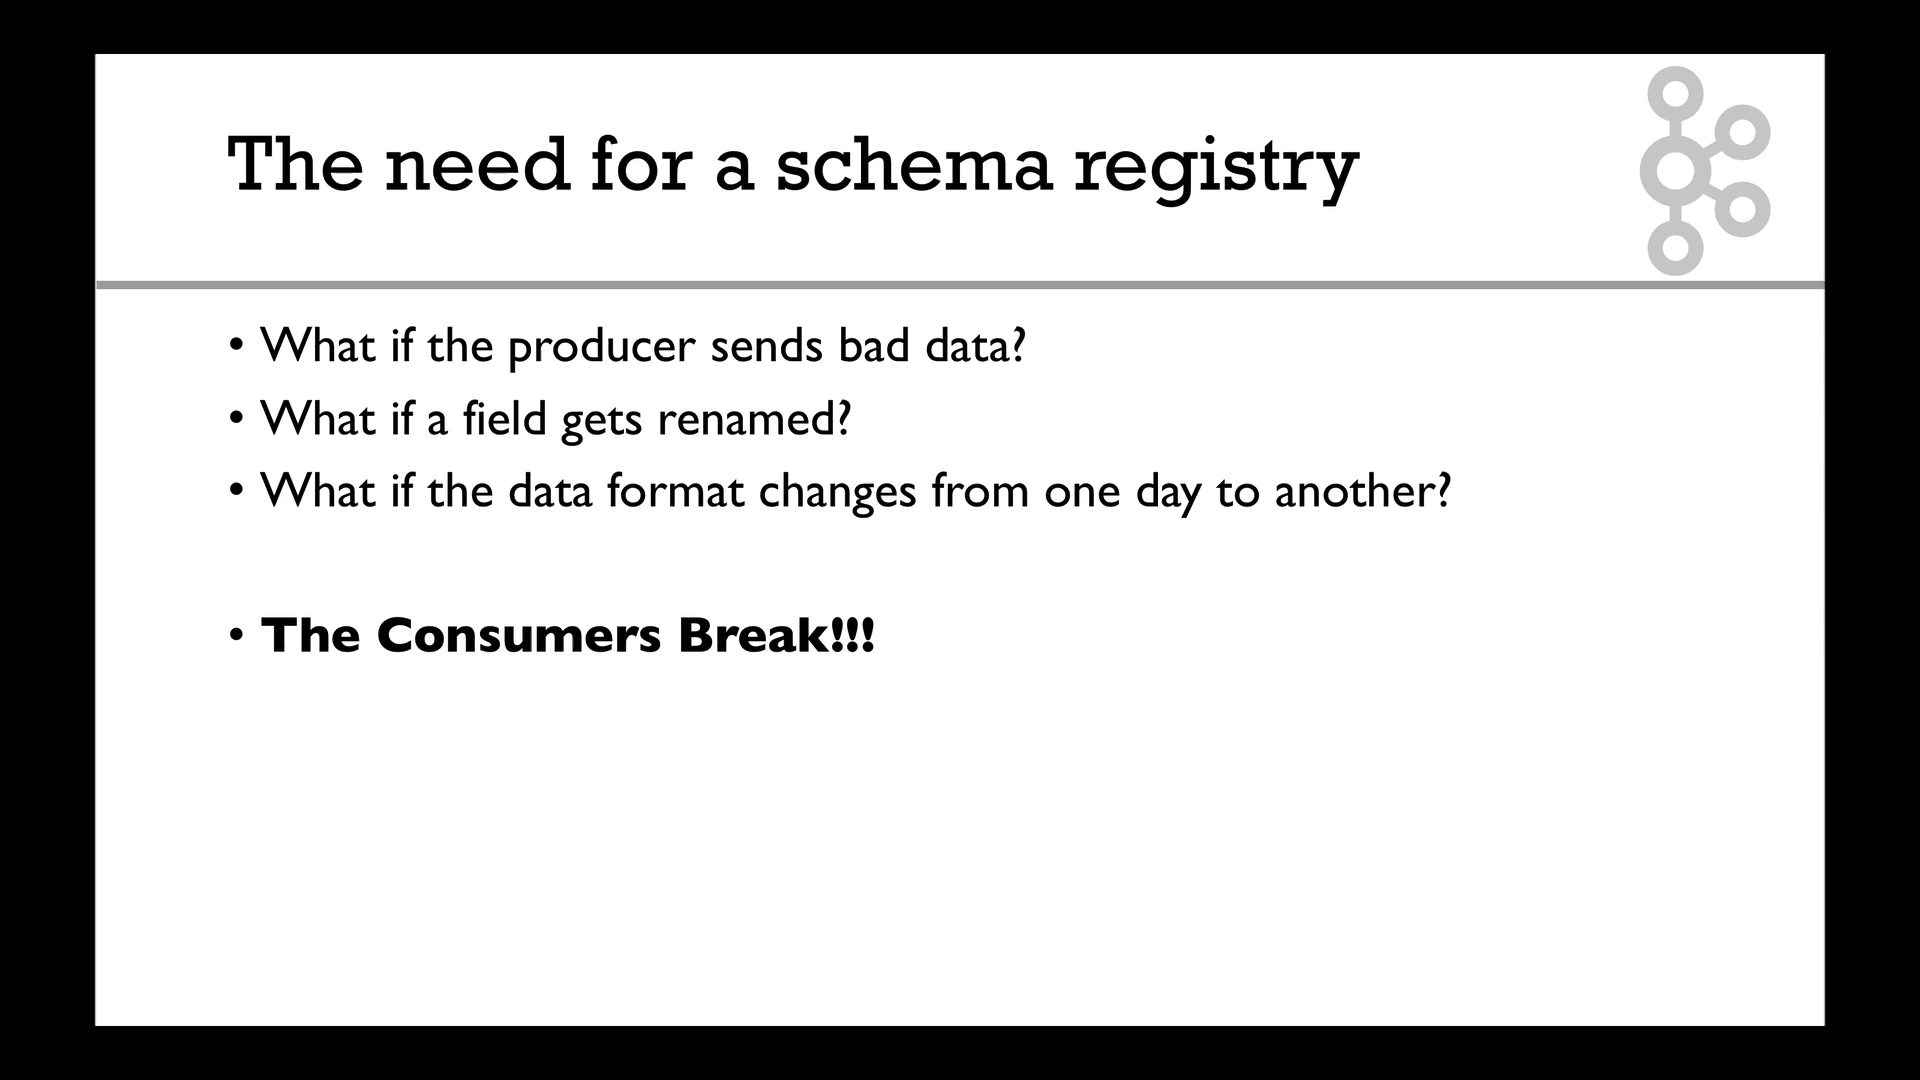 The need for a schema registry
• What if the producer sends bad data?
• What if a field gets renamed?
• What if the data format changes from one day to another?
• The Consumers Break!!!